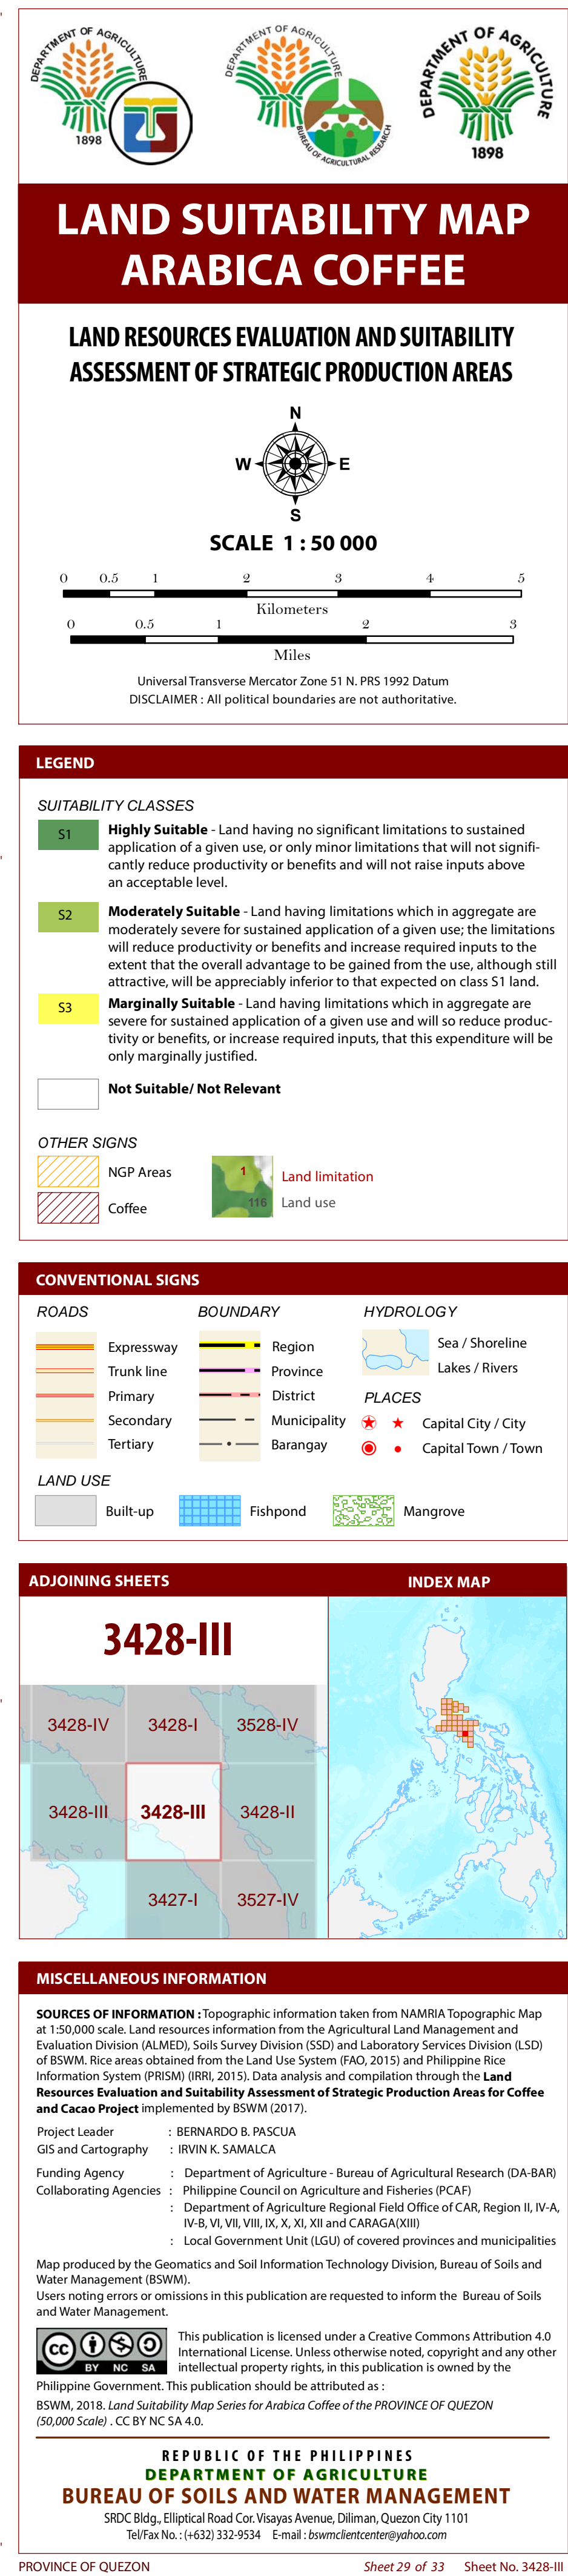 DEPARTMENT OF AGRICULTURE
1898
DEPARTMENT OF AGRICULTURE
BUREAU OF AGRICULTURAL RESEARCH
DEPARTMENT OF AGRICULTURE
1898
LAND SUITABILITY MAP
ARABICA COFFEE
LAND RESOURCES EVALUATION AND SUITABILITY
ASSESSMENT OF STRATEGIC PRODUCTION AREAS
N
W E
S
SCALE 1 : 50 000
0 0.5 1 2 3 4 5
Kilometers
0 0.5 1 2 3
Miles
Universal Transverse Mercator Zone 51 N. PRS 1992 Datum
DISCLAIMER : All political boundaries are not authoritative.
LEGEND
SUITABILITY CLASSES
S1 Highly Suitable - Land having no significant limitations to sustained
application of a given use, or only minor limitations that will not signifi-
cantly reduce productivity or benefits and will not raise inputs above
an acceptable level.
S2 Moderately Suitable - Land having limitations which in aggregate are
moderately severe for sustained application of a given use; the limitations
will reduce productivity or benefits and increase required inputs to the
extent that the overall advantage to be gained from the use, although still
attractive, will be appreciably inferior to that expected on class S1 land.
S3 Marginally Suitable - Land having limitations which in aggregate are
severe for sustained application of a given use and will so reduce produc-
tivity or benefits, or increase required inputs, that this expenditure will be
only marginally justified.
Not Suitable/ Not Relevant
OTHER SIGNS
NGP Areas 1 Land limitation
Coffee 116 Land use
CONVENTIONAL SIGNS
ROADS BOUNDARY HYDROLOGY
Expressway Region Sea / Shoreline
Trunk line Province Lakes / Rivers
Primary District PLACES
Secondary Municipality Capital City / City
Tertiary Barangay Capital Town / Town
LAND USE
Built-up Fishpond Mangrove
ADJOINING SHEETS INDEX MAP
3428-III
3428-IV 3428-I 3528-IV
3428-III 3428-III 3428-II
3427-I 3527-IV
MISCELLANEOUS INFORMATION
SOURCES OF INFORMATION : Topographic information taken from NAMRIA Topographic Map
at 1:50,000 scale. Land resources information from the Agricultural Land Management and
Evaluation Division (ALMED), Soils Survey Division (SSD) and Laboratory Services Division (LSD)
of BSWM. Rice areas obtained from the Land Use System (FAO, 2015) and Philippine Rice
Information System (PRISM) (IRRI, 2015). Data analysis and compilation through the Land
Resources Evaluation and Suitability Assessment of Strategic Production Areas for Coffee
and Cacao Project implemented by BSWM (2017).
Project Leader : BERNARDO B. PASCUA
GIS and Cartography : IRVIN K. SAMALCA
Funding Agency : Department of Agriculture - Bureau of Agricultural Research (DA-BAR)
Collaborating Agencies : Philippine Council on Agriculture and Fisheries (PCAF)
: Department of Agriculture Regional Field Office of CAR, Region II, IV-A,
IV-B, VI, VII, VIII, IX, X, XI, XII and CARAGA(XIII)
: Local Government Unit (LGU) of covered provinces and municipalities
Map produced by the Geomatics and Soil Information Technology Division, Bureau of Soils and
Water Management (BSWM).
Users noting errors or omissions in this publication are requested to inform the Bureau of Soils
and Water Management.
cc BY NC SA
This publication is licensed under a Creative Commons Attribution 4.0
International License. Unless otherwise noted, copyright and any other
intellectual property rights, in this publication is owned by the
Philippine Government. This publication should be attributed as :
BSWM, 2018. Land Suitability Map Series for Arabica Coffee of the PROVINCE OF QUEZON
(50,000 Scale) . CC BY NC SA 4.0.
REPUBLIC OF THE PHILIPPINES
DEPARTMENT OF AGRICULTURE
BUREAU OF SOILS AND WATER MANAGEMENT
SRDC Bldg., Elliptical Road Cor. Visayas Avenue, Diliman, Quezon City 1101
Tel/Fax No. : (+632) 332-9534 E-mail : bswmclientcenter@yahoo.com
PROVINCE OF QUEZON Sheet 29 of 33 Sheet No. 3428-III